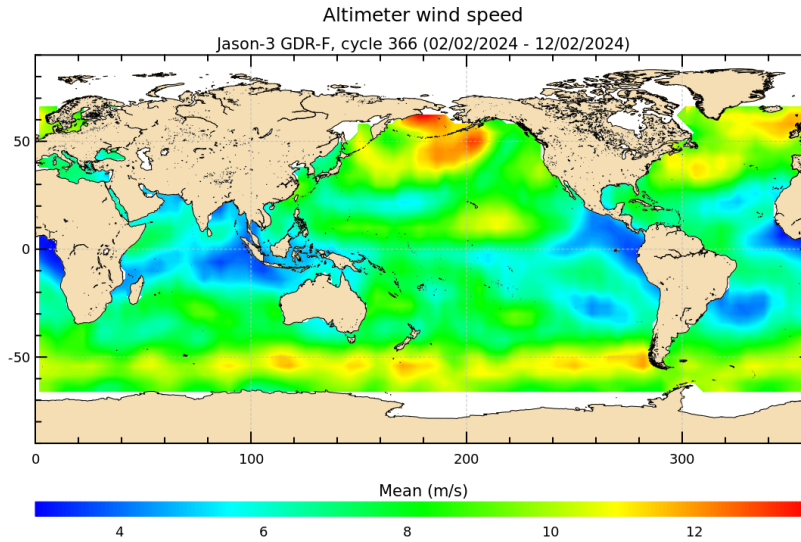 Altimeter wind speed
Jason-3 GDR-F, cycle 366 (02/02/2024 - 12/02/2024)
50
0
-50
0 100 200 300
Mean (m/s)
4 6 8 10 12